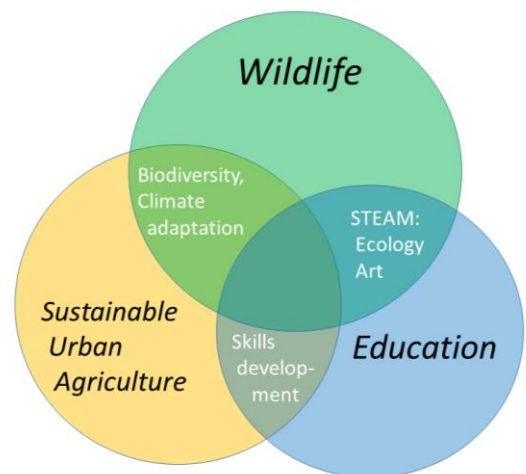 Wildlife
Biodiversity,
Climate
adaptation
STEAM:
Ecology
Art
Sustainable
Urban
Agriculture
Skills
develop-
ment
Education